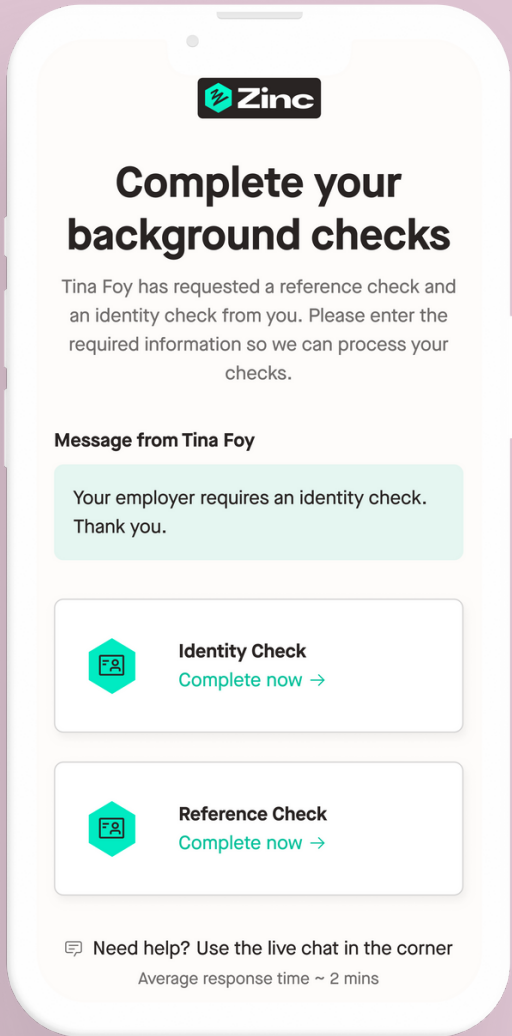 Zinc
Complete your
background checks
Tina Foy has requested a reference check and
an identity check from you. Please enter the
required information so we can process your
checks.
Message from Tina Foy
Your employer requires an identity check.
Thank you.
Identity Check
Complete now →
Reference Check
Complete now →
Need help? Use the live chat in the corner
Average response time ~ 2 mins